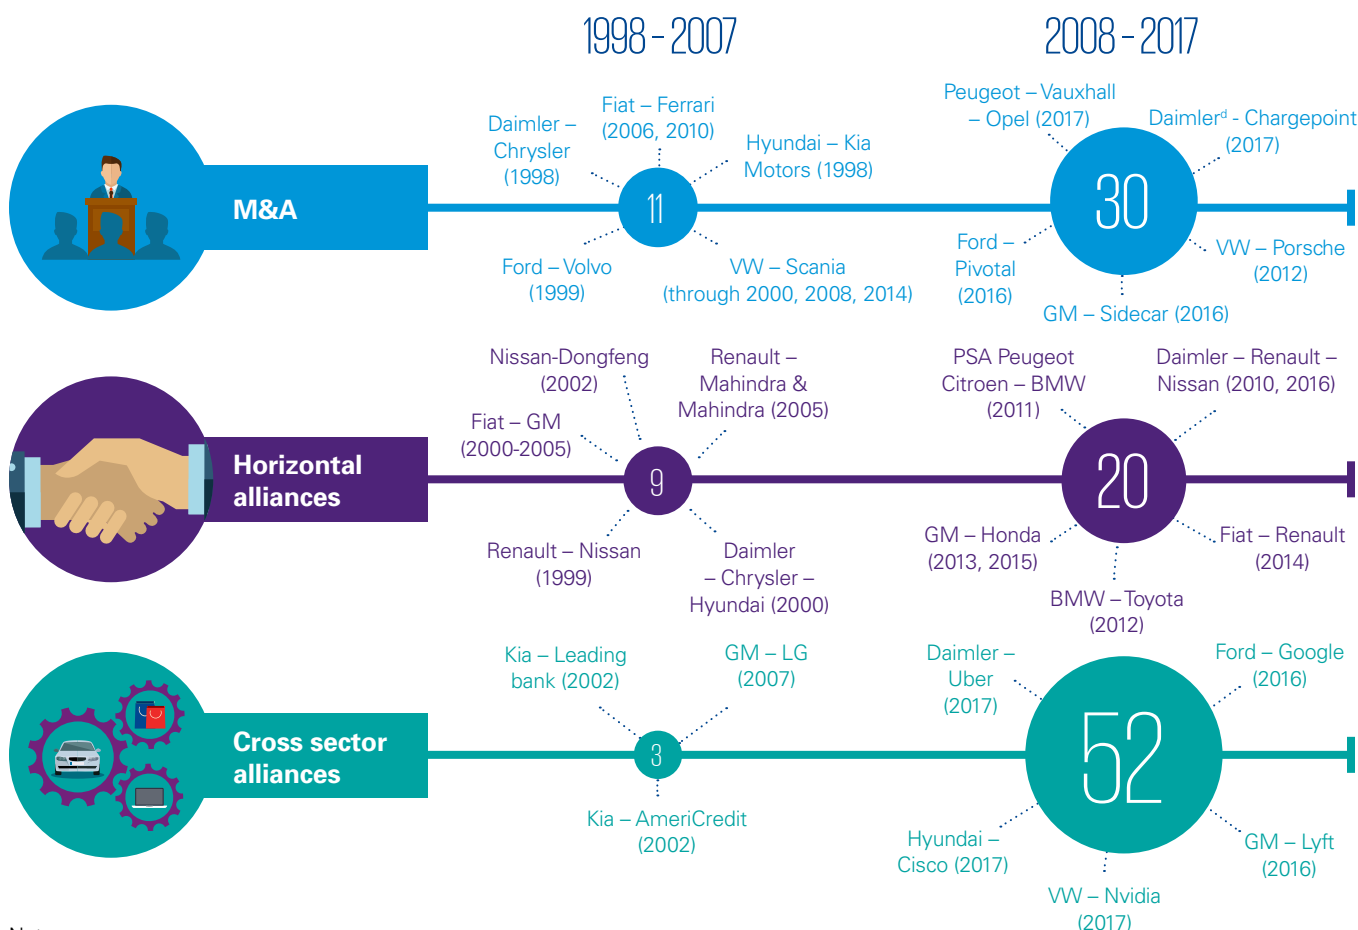 1998 – 2007
2008 – 2017
M&A
Daimler –
Chrysler
(1998)
Fiat – Ferrari
(2006, 2010)
Hyundai – Kia
Motors (1998)
11
Ford – Volvo
(1999)
VW – Scania
(through 2000, 2008, 2014)
Peugeot – Vauxhall
– Opel (2017)
Daimlerᵈ - Chargepoint
(2017)
30
Ford –
Pivotal
(2016)
GM – Sidecar (2016)
VW – Porsche
(2012)
Horizontal
alliances
Nissan-Dongfeng
(2002)
Renault –
Mahindra &
Mahindra (2005)
Fiat – GM
(2000-2005)
9
Renault – Nissan
(1999)
Daimler
– Chrysler –
Hyundai (2000)
PSA Peugeot
Citroen – BMW
(2011)
Daimler – Renault –
Nissan (2010, 2016)
20
GM – Honda
(2013, 2015)
BMW – Toyota
(2012)
Fiat – Renault
(2014)
Cross sector
alliances
Kia – Leading
bank (2002)
GM – LG
(2007)
3
Kia – AmeriCredit
(2002)
Daimler –
Uber
(2017)
Ford – Google
(2016)
52
Hyundai –
Cisco (2017)
VW – Nvidia
(2017)
GM – Lyft
(2016)